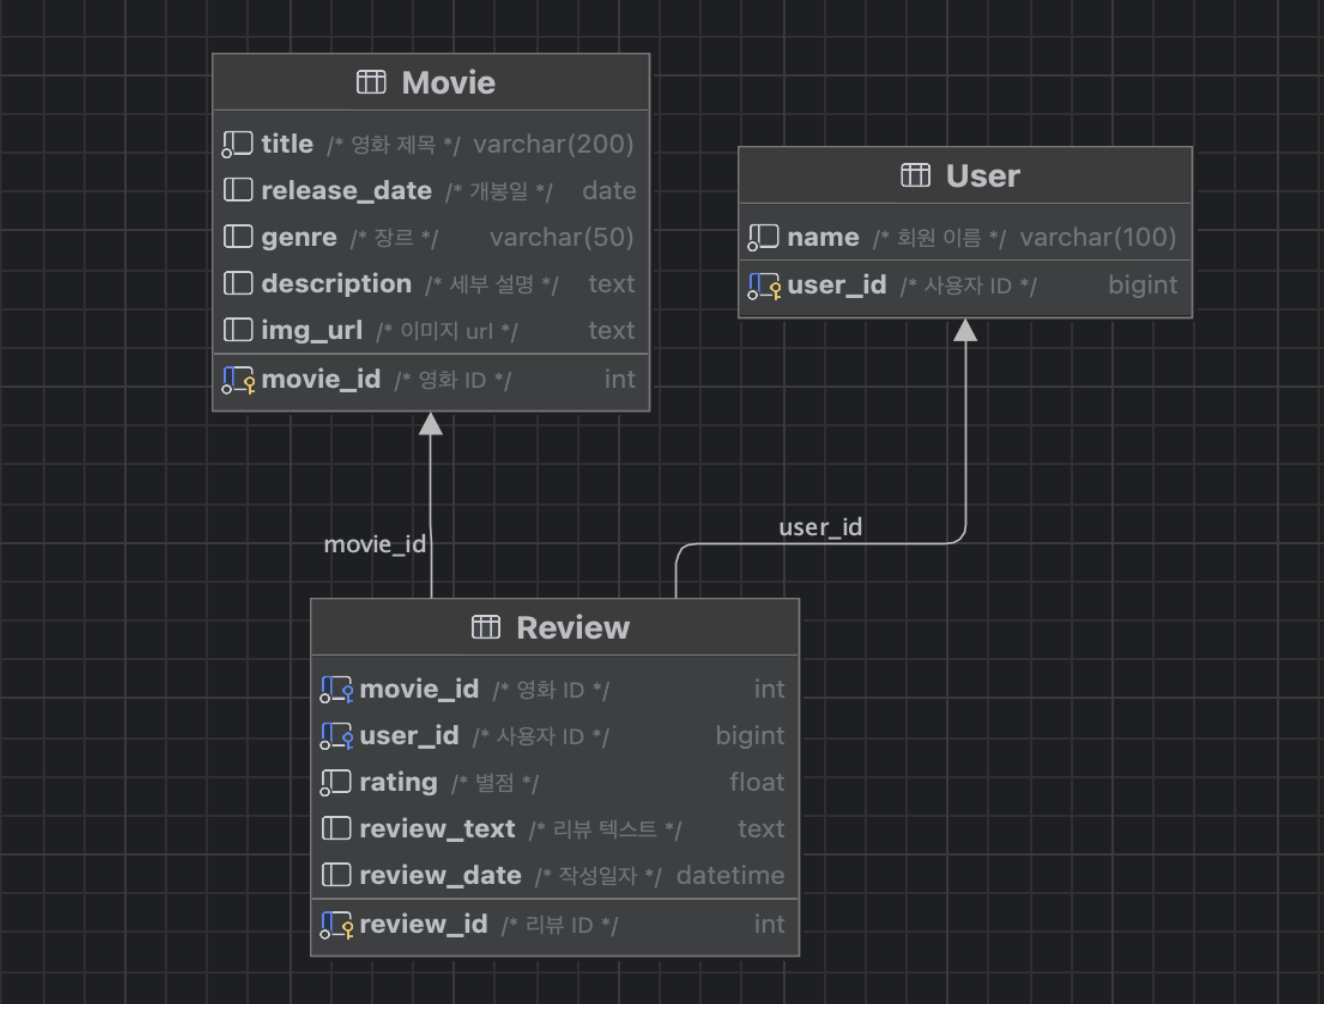 Movie
title /* 영화 제목 */ varchar(200)
release_date /* 개봉일 */ date
genre /* 장르 */ varchar(50)
description /* 세부 설명 */ text
img_url /* 이미지 url */ text
movie_id /* 영화 ID */ int
User
name /* 회원 이름 */ varchar(100)
user_id /* 사용자 ID */ bigint
movie_id
user_id
Review
movie_id /* 영화 ID */ int
user_id /* 사용자 ID */ bigint
rating /* 별점 */ float
review_text /* 리뷰 텍스트 */ text
review_date /* 작성일자 */ datetime
review_id /* 리뷰 ID */ int